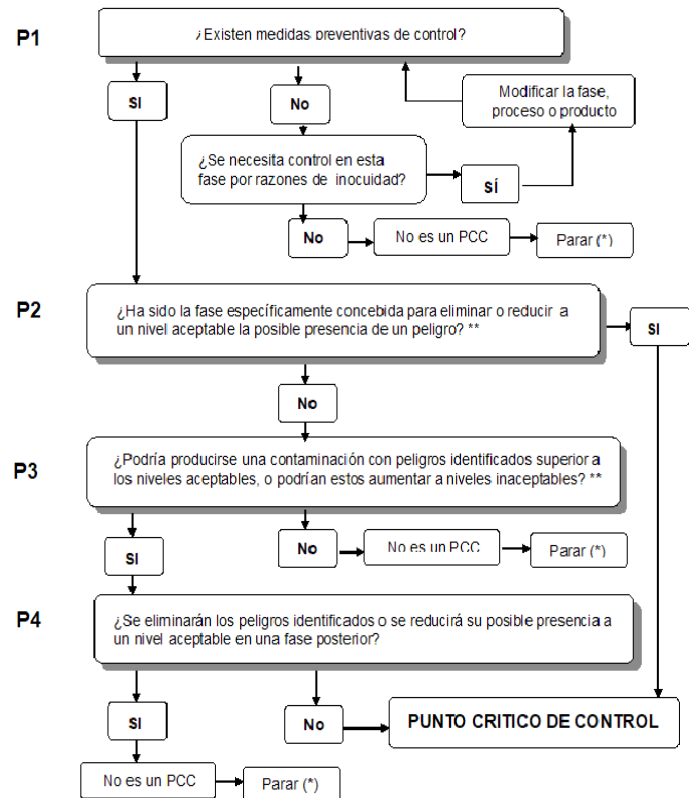 P1
¿Existen medidas preventivas de control?
SI
No
Modificar la fase,
proceso o producto
¿Se necesita control en esta
fase por razones de inocuidad?
SÍ
No
No es un PCC
Parar (*)
P2
¿Ha sido la fase específicamente concebida para eliminar o reducir a
un nivel aceptable la posible presencia de un peligro? **
SI
No
P3
¿Podría producirse una contaminación con peligros identificados superior a
los niveles aceptables, o podrían estos aumentar a niveles inaceptables? **
SI
No
No es un PCC
Parar (*)
P4
¿Se eliminarán los peligros identificados o se reducirá su posible presencia a
un nivel aceptable en una fase posterior?
SI
No
PUNTO CRITICO DE CONTROL
No es un PCC
Parar (*)